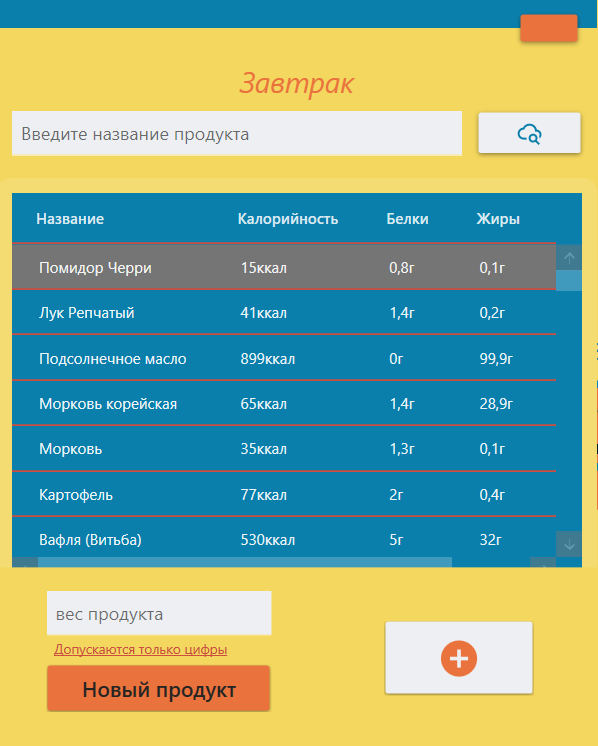 Завтрак
Введите название продукта
Название Калорийность Белки Жиры
Помидор Черри 15ккал 0,8г 0,1г
Лук Репчатый 41ккал 1,4г 0,2г
Подсолнечное масло 899ккал 0г 99,9г
Морковь корейская 65ккал 1,4г 28,9г
Морковь 35ккал 1,3г 0,1г
Картофель 77ккал 2г 0,4г
Вафля (Витьба) 530ккал 5г 32г
вес продукта
Допускаются только цифры
Новый продукт